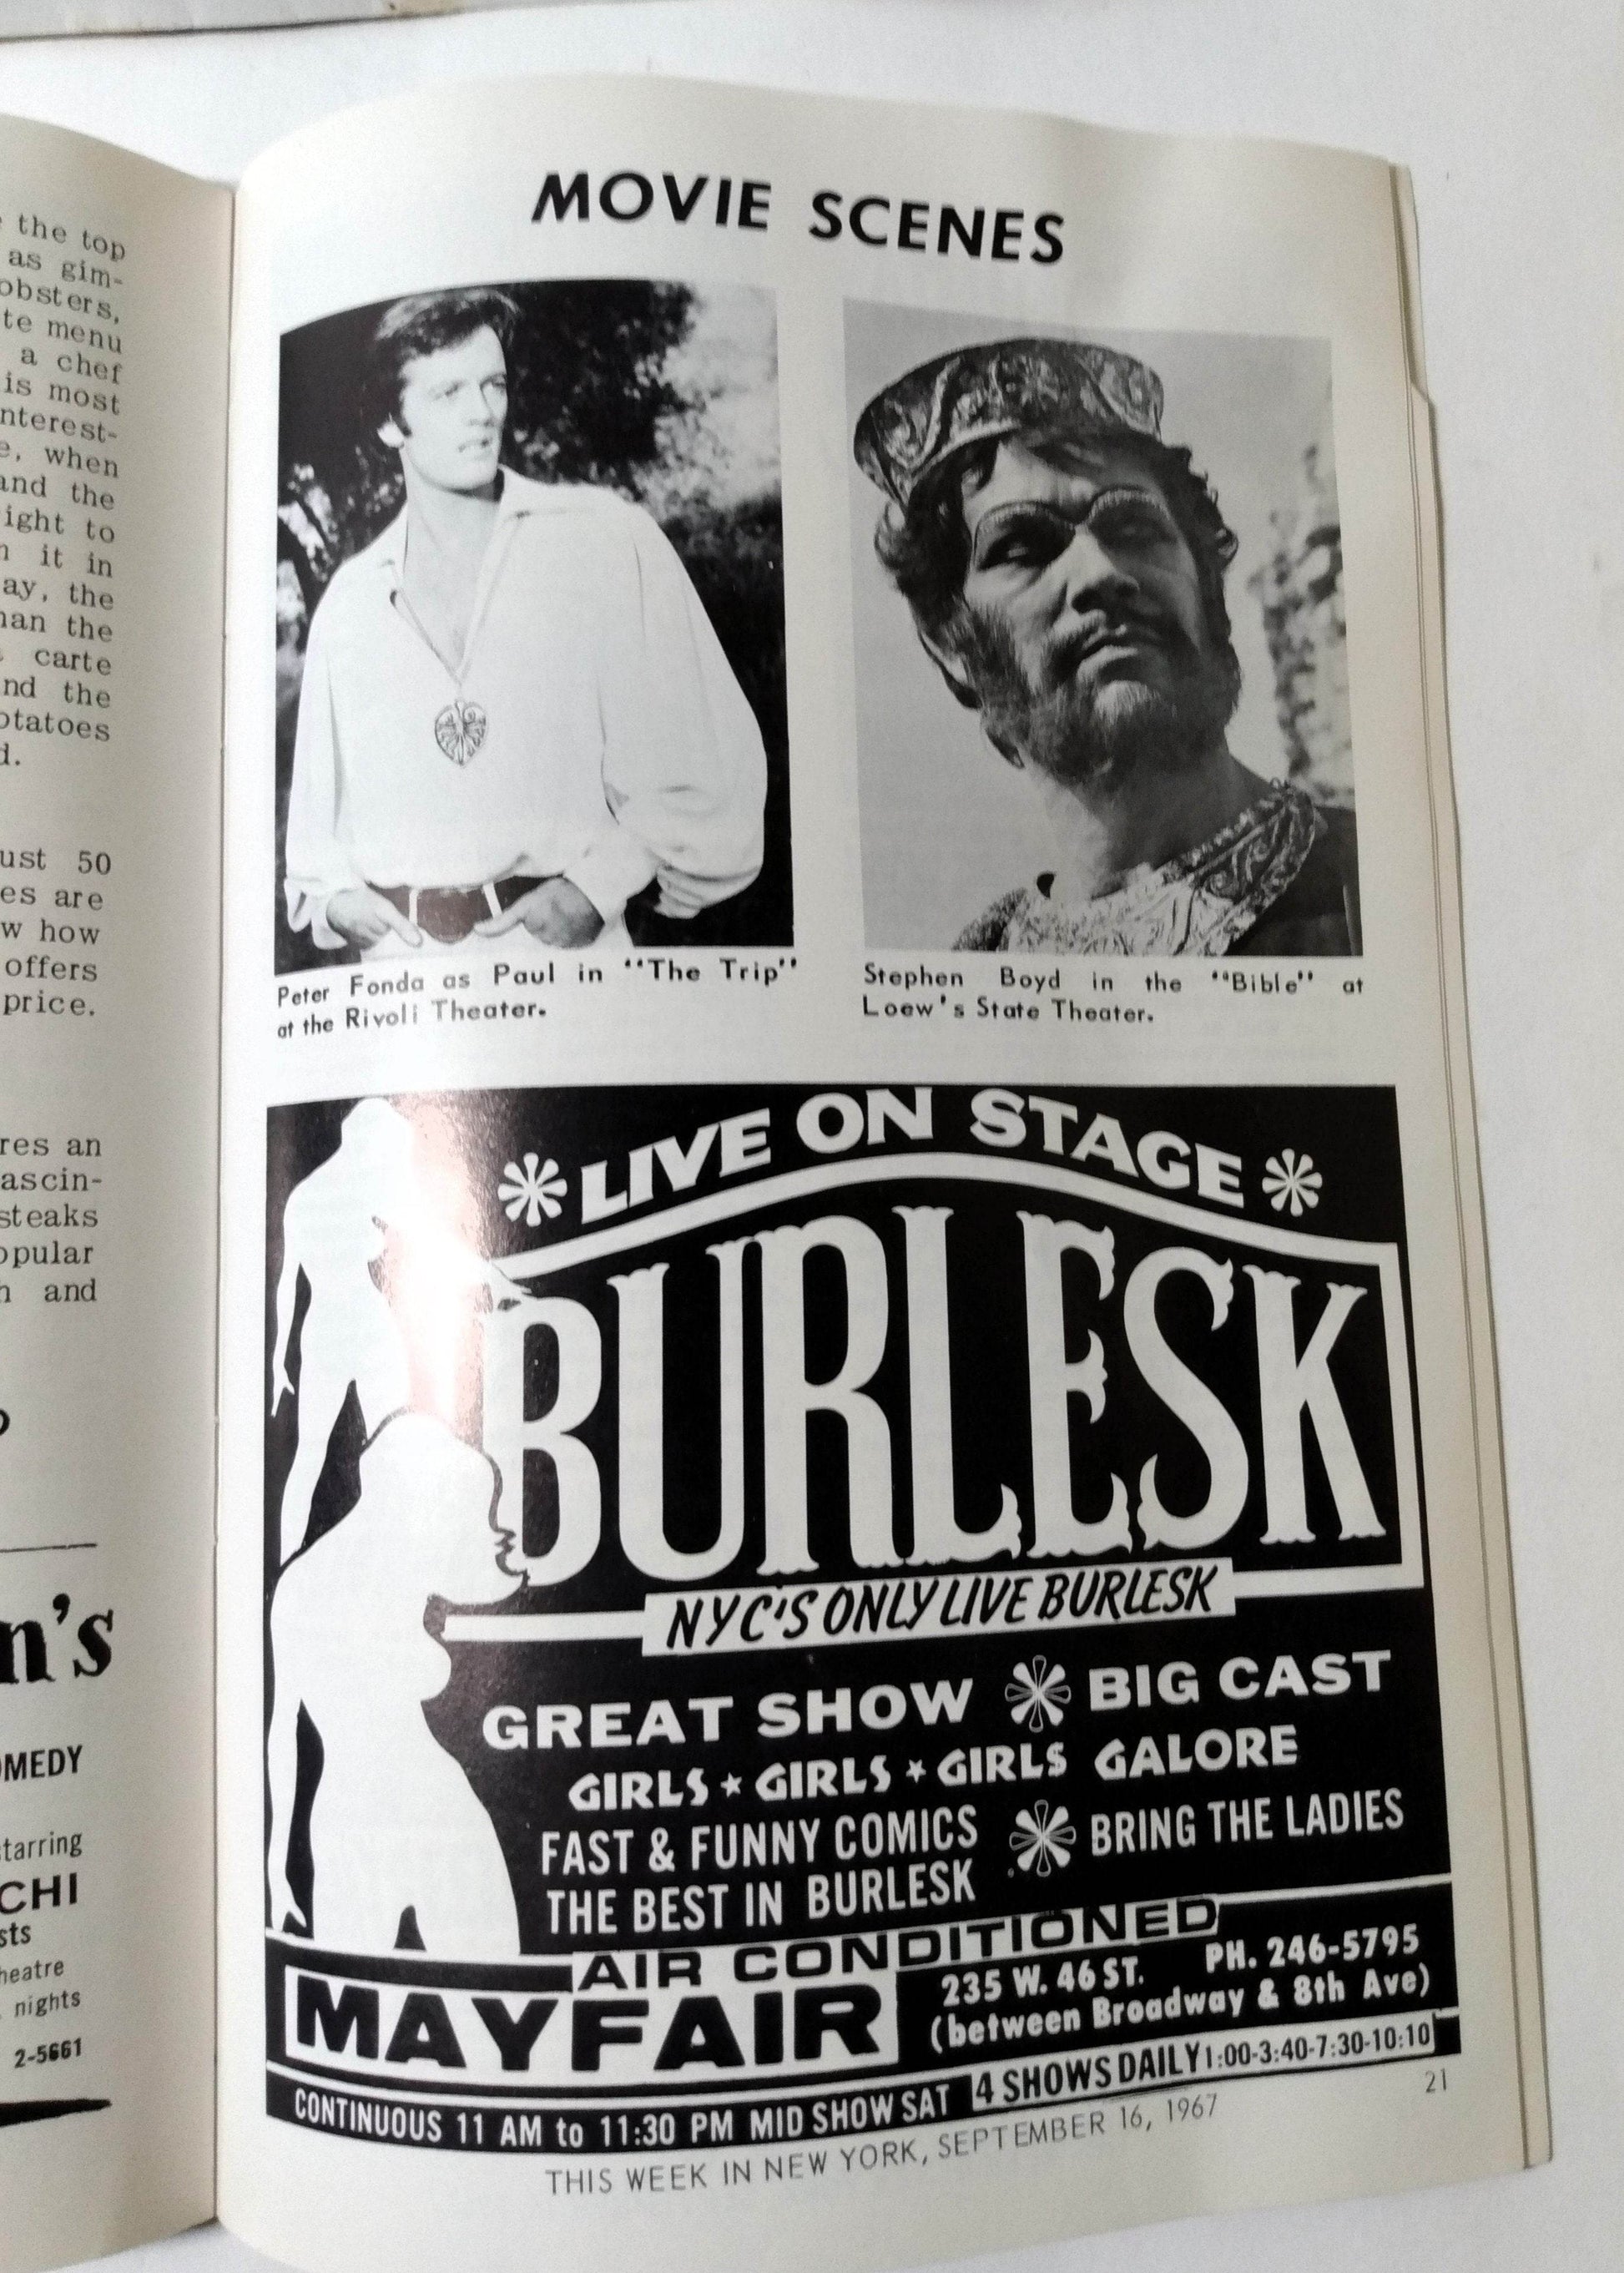 the top
as gim-
obsters,
te menu
a chef
is most
nterest-
e, when
and the
ight to
it in
ay, the
han the
carte
nd the
otatoes
d.
ust 50
es are
w how
offers
price.
res an
ascin-
steaks
opular
and
n's
OMEDY
starring
CHI
sts
heatre
nights
2-5661
MOVIE SCENES
Peter Fonda as Paul in "The Trip"
at the Rivoli Theater.
Stephen Boyd in the "Bible" at
Loew's State Theater.
LIVE ON STAGE
BURLESK
NYC'S ONLY LIVE BURLESK
GREAT SHOW BIG CAST
GIRLS ★ GIRLS ★ GIRLS GALORE
FAST & FUNNY COMICS BRING THE LADIES
THE BEST IN BURLESK
AIR CONDITIONED
MAYFAIR
235 W. 46 ST. PH. 246-5795
(between Broadway & 8th Ave)
CONTINUOUS 11 AM to 11:30 PM MID SHOW SAT 4 SHOWS DAILY 1:00-3:40-7:30-10:10
THIS WEEK IN NEW YORK, SEPTEMBER 16, 1967
21